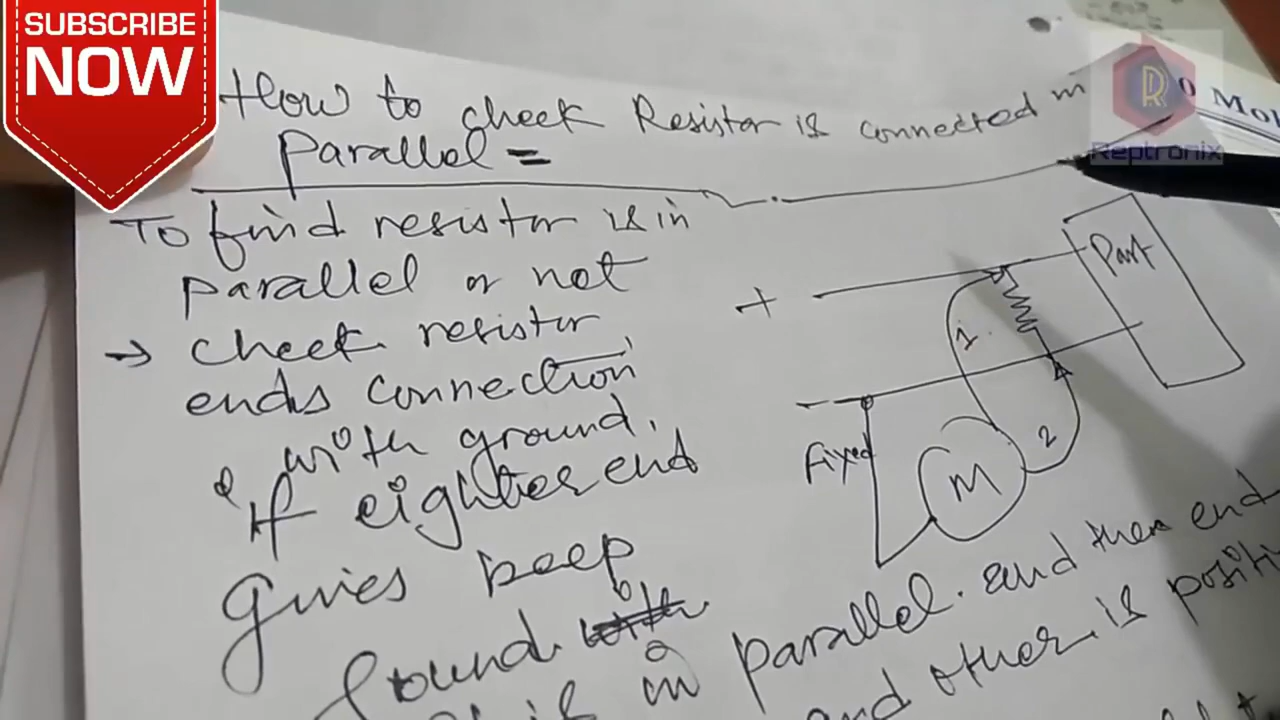 SUBSCRIBE
NOW
How to check Resistor is connected in
Parallel =
Reptronix
To find resistor is in
parallel or not
→ Check resistor
ends connection
with ground.
if eighter end
gives beep
sound
is in parallel. and then end
and other is positi
+
Part
1
2
Fixed
M